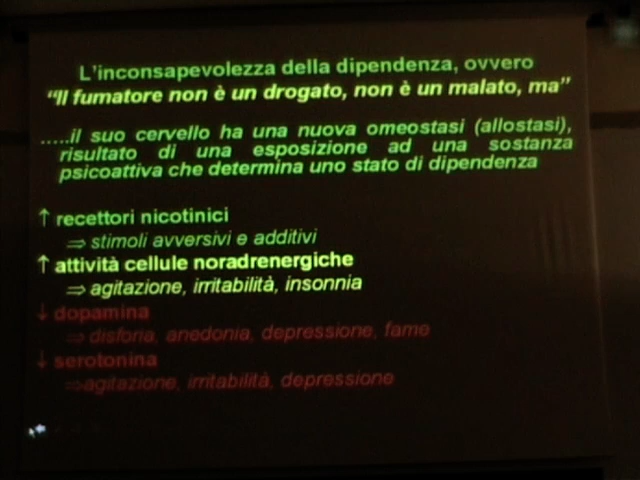 L'inconsapevolezza della dipendenza, ovvero
"Il fumatore non è un drogato, non è un malato, ma"
.....il suo cervello ha una nuova omeostasi (allostasi),
risultato di una esposizione ad una sostanza
psicoattiva che determina uno stato di dipendenza
↑ recettori nicotinici
⇒ stimoli avversivi e additivi
↑ attività cellule noradrenergiche
⇒ agitazione, irritabilità, insonnia
↓ dopamina
⇒ disforia, anedonia, depressione, fame
↓ serotonina
⇒agitazione, irritabilità, depressione